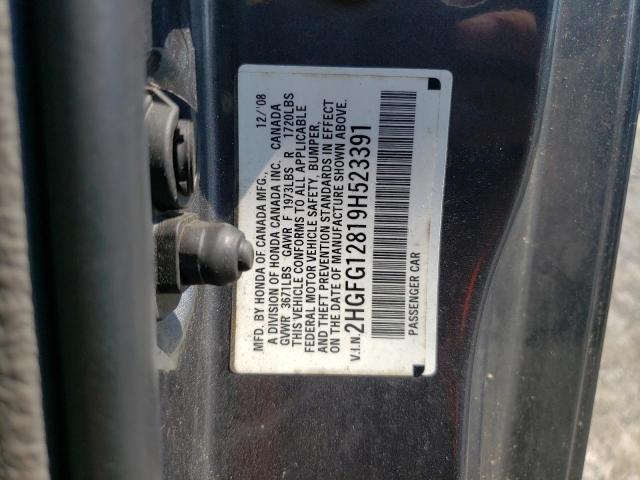 MFD. BY HONDA OF CANADA MFG., 12/'08
A DIVISION OF HONDA CANADA INC. CANADA
GVWR 3671LBS GAWR F 1973LBS R 1720LBS
THIS VEHICLE CONFORMS TO ALL APPLICABLE
FEDERAL MOTOR VEHICLE SAFETY, BUMPER,
AND THEFT PREVENTION STANDARDS IN EFFECT
ON THE DATE OF MANUFACTURE SHOWN ABOVE.
V.I.N. 2HGFG12819H523391
PASSENGER CAR